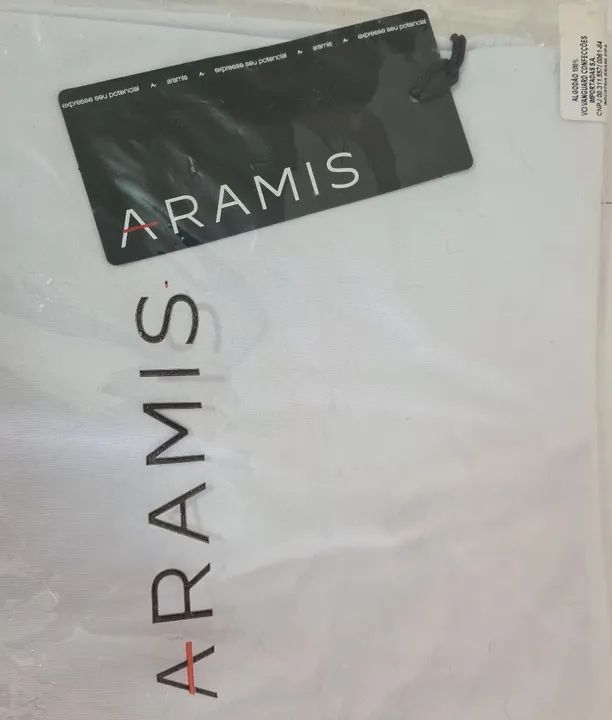 expresse seu potencial aramis expresse seu potencial aramis expresse seu potencial
ARAMIS
ARAMIS
ALGODÃO 100%
VCI VANGUARD CONFECÇÕES
IMPORTADAS S.A.